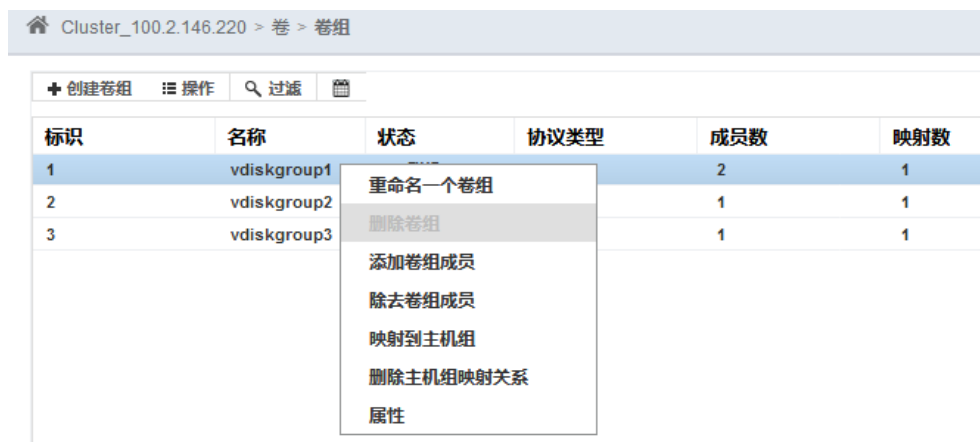 Cluster_100.2.146.220 > 卷 > 卷组
创建卷组 操作 过滤
标识 名称 状态 协议类型 成员数 映射数
1 vdiskgroup1 2 1
2 vdiskgroup2 1 1
3 vdiskgroup3 1 1
重命名一个卷组
删除卷组
添加卷组成员
除去卷组成员
映射到主机组
删除主机组映射关系
属性